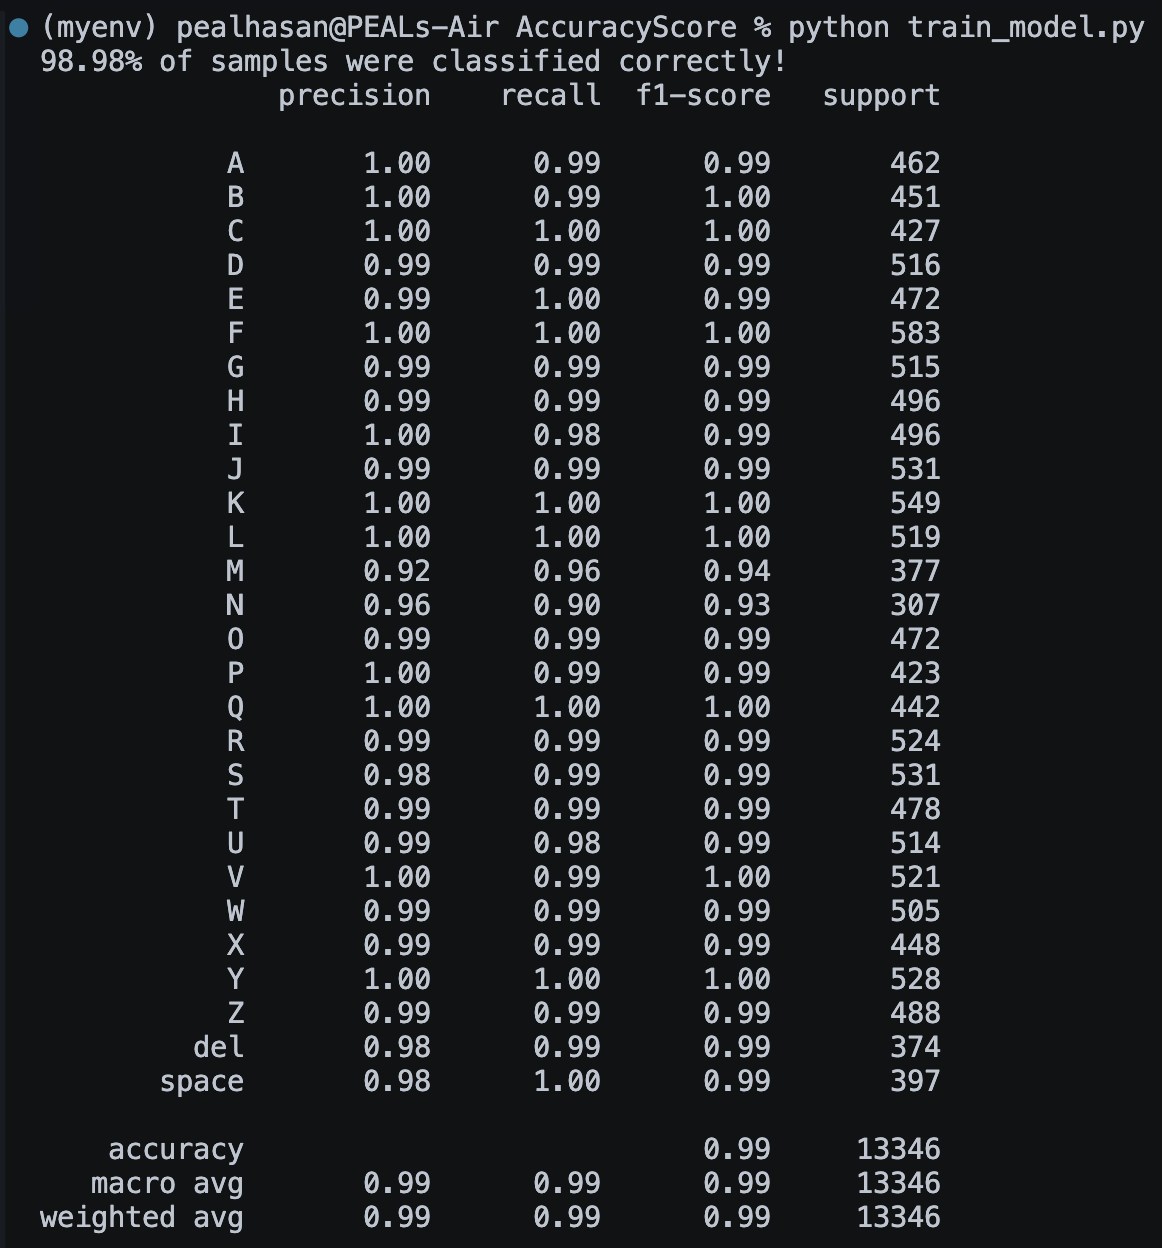 (myenv) pealhasan@PEALs-Air AccuracyScore % python train_model.py
98.98% of samples were classified correctly!
precision recall f1-score support
A 1.00 0.99 0.99 462
B 1.00 0.99 1.00 451
C 1.00 1.00 1.00 427
D 0.99 0.99 0.99 516
E 0.99 1.00 0.99 472
F 1.00 1.00 1.00 583
G 0.99 0.99 0.99 515
H 0.99 0.99 0.99 496
I 1.00 0.98 0.99 496
J 0.99 0.99 0.99 531
K 1.00 1.00 1.00 549
L 1.00 1.00 1.00 519
M 0.92 0.96 0.94 377
N 0.96 0.90 0.93 307
O 0.99 0.99 0.99 472
P 1.00 0.99 0.99 423
Q 1.00 1.00 1.00 442
R 0.99 0.99 0.99 524
S 0.98 0.99 0.99 531
T 0.99 0.99 0.99 478
U 0.99 0.98 0.99 514
V 1.00 0.99 1.00 521
W 0.99 0.99 0.99 505
X 0.99 0.99 0.99 448
Y 1.00 1.00 1.00 528
Z 0.99 0.99 0.99 488
del 0.98 0.99 0.99 374
space 0.98 1.00 0.99 397
accuracy 0.99 13346
macro avg 0.99 0.99 0.99 13346
weighted avg 0.99 0.99 0.99 13346